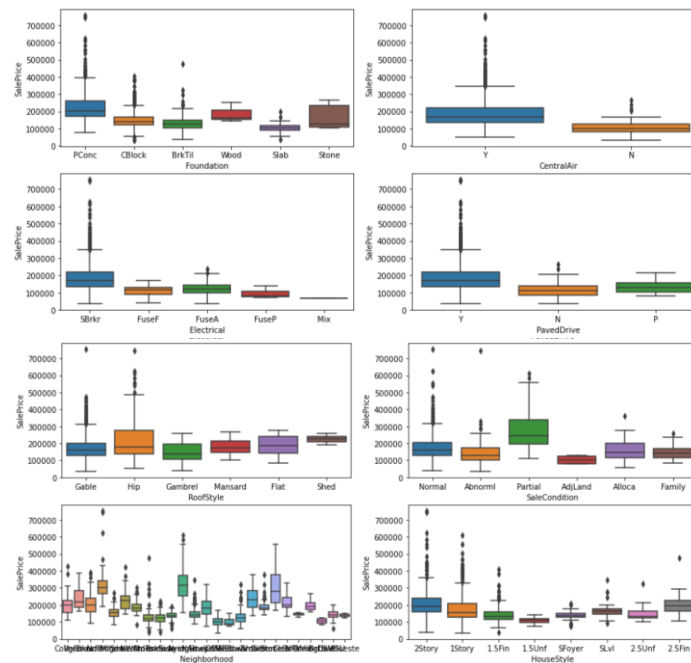 700000
600000
500000
400000
300000
200000
100000
0
SalePrice
PConc CBlock BrkTil Wood Slab Stone
Foundation
700000
600000
500000
400000
300000
200000
100000
0
SalePrice
Y N
CentralAir
700000
600000
500000
400000
300000
200000
100000
0
SalePrice
SBrkr FuseF FuseA FuseP Mix
Electrical
700000
600000
500000
400000
300000
200000
100000
0
SalePrice
Y N P
PavedDrive
700000
600000
500000
400000
300000
200000
100000
0
SalePrice
Gable Hip Gambrel Mansard Flat Shed
RoofStyle
700000
600000
500000
400000
300000
200000
100000
0
SalePrice
Normal Abnorml Partial AdjLand Alloca Family
SaleCondition
700000
600000
500000
400000
300000
200000
100000
0
SalePrice
Neighborhood
700000
600000
500000
400000
300000
200000
100000
0
SalePrice
2Story 1Story 1.5Fin 1.5Unf SFoyer SLvl 2.5Unf 2.5Fin
HouseStyle